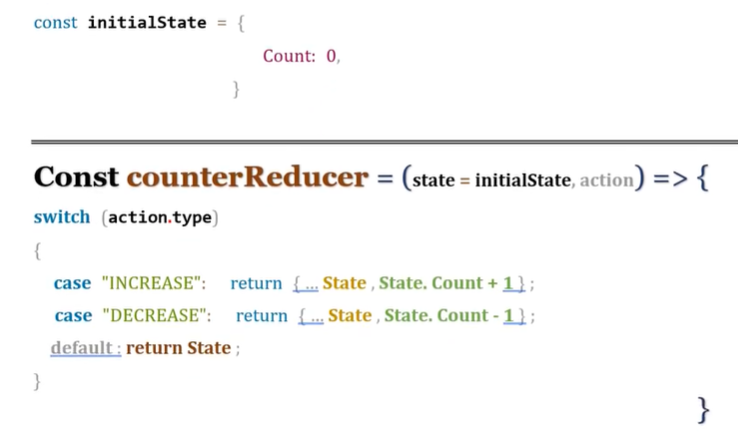 const initialState = {
Count: 0,
}
Const counterReducer = (state = initialState, action) => {
switch (action.type)
{
case "INCREASE": return { ... State , State. Count + 1 } ;
case "DECREASE": return { ... State , State. Count - 1 } ;
default : return State ;
}
}